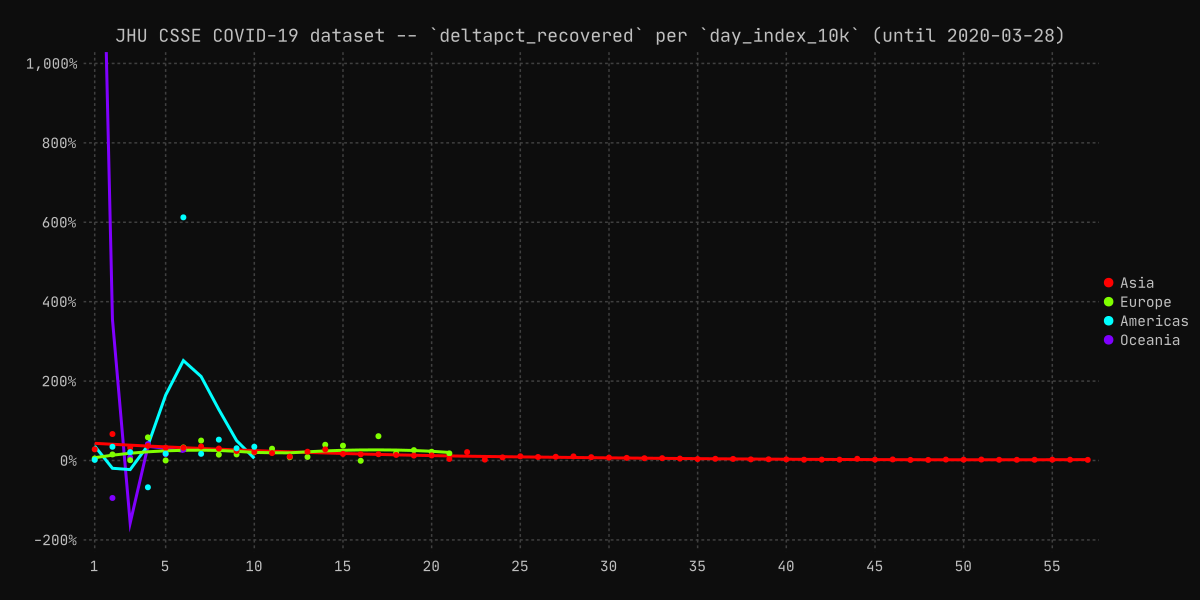 JHU CSSE COVID-19 dataset -- `deltapct_recovered` per `day_index_10k` (until 2020-03-28)
1,000%
800%
600%
400%
200%
0%
-200%
1 5 10 15 20 25 30 35 40 45 50 55
Asia
Europe
Americas
Oceania